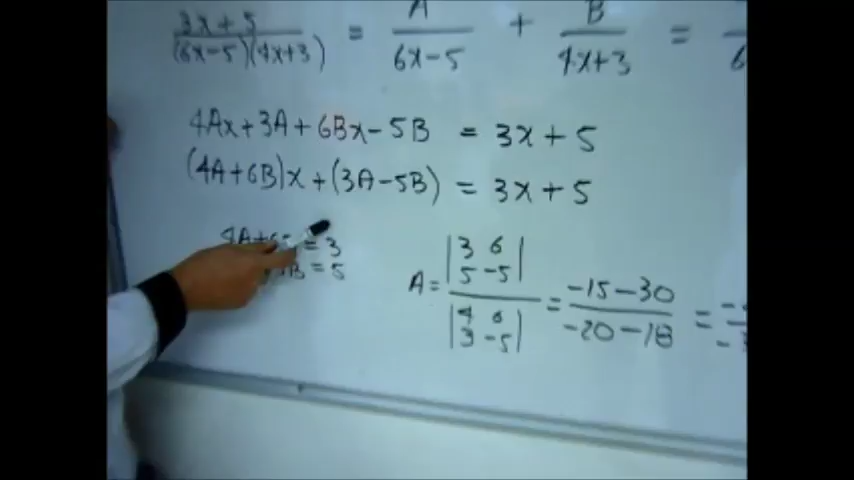 3x+5 / (6x-5)(4x+3) = A / 6x-5 + B / 4x+3 =
4Ax+3A+6Bx-5B = 3x+5
(4A+6B)x+(3A-5B) = 3x+5
= 3
B = 5
A = |3 6 5 -5| / |4 6 3 -5| = -15-30 / -20-18 =